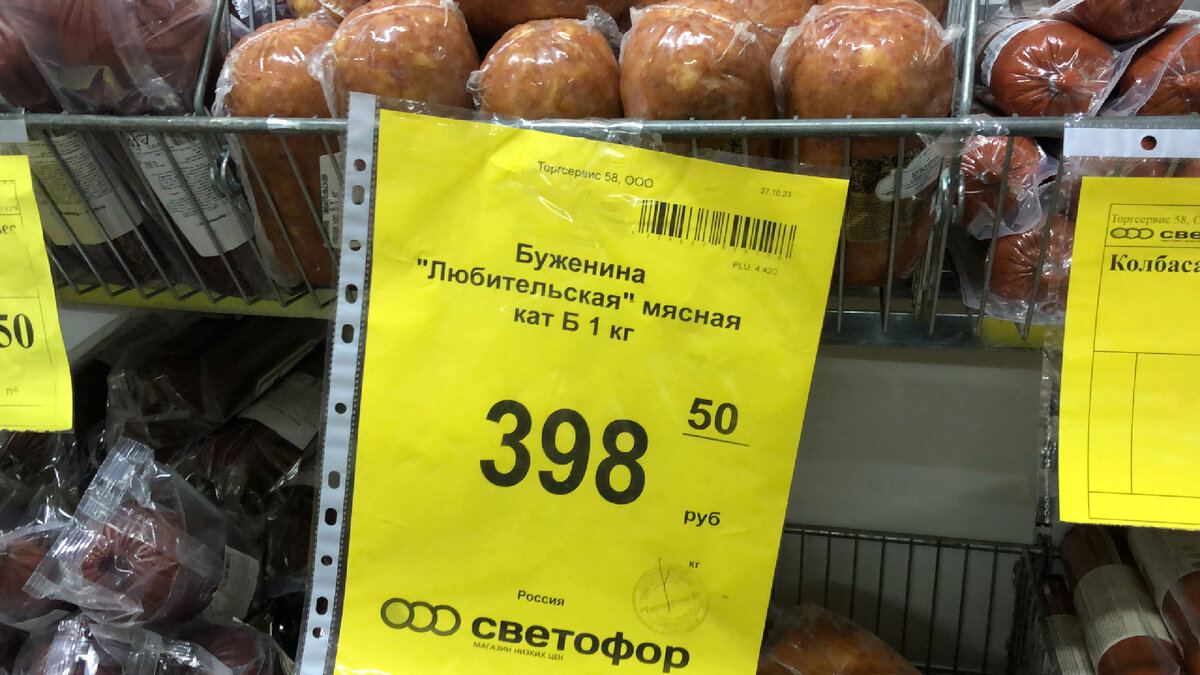 Торгсервис 58, ООО
27.10.23
PLU: 4 420
Буженина
"Любительская" мясная
кат Б 1 кг
398
50
руб
кг
Россия
светофор
МАГАЗИН НИЗКИХ ЦЕН
50
руб
Торгсервис 58,
свет
Колбаса